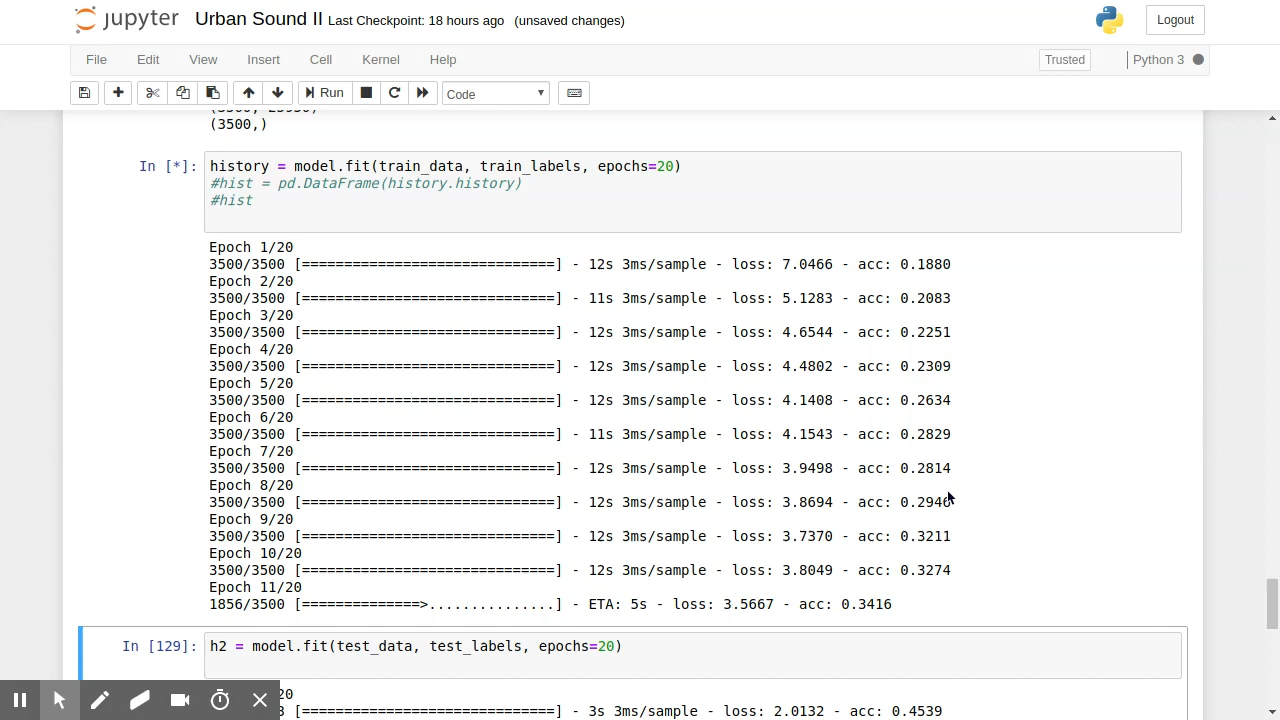 jupyter Urban Sound II Last Checkpoint: 18 hours ago (unsaved changes) Logout
File Edit View Insert Cell Kernel Help Trusted Python 3
Run Code
(3500,)
In [*]: history = model.fit(train_data, train_labels, epochs=20)
#hist = pd.DataFrame(history.history)
#hist
Epoch 1/20
3500/3500 [==============================] - 12s 3ms/sample - loss: 7.0466 - acc: 0.1880
Epoch 2/20
3500/3500 [==============================] - 11s 3ms/sample - loss: 5.1283 - acc: 0.2083
Epoch 3/20
3500/3500 [==============================] - 12s 3ms/sample - loss: 4.6544 - acc: 0.2251
Epoch 4/20
3500/3500 [==============================] - 12s 3ms/sample - loss: 4.4802 - acc: 0.2309
Epoch 5/20
3500/3500 [==============================] - 12s 3ms/sample - loss: 4.1408 - acc: 0.2634
Epoch 6/20
3500/3500 [==============================] - 11s 3ms/sample - loss: 4.1543 - acc: 0.2829
Epoch 7/20
3500/3500 [==============================] - 12s 3ms/sample - loss: 3.9498 - acc: 0.2814
Epoch 8/20
3500/3500 [==============================] - 12s 3ms/sample - loss: 3.8694 - acc: 0.2946
Epoch 9/20
3500/3500 [==============================] - 12s 3ms/sample - loss: 3.7370 - acc: 0.3211
Epoch 10/20
3500/3500 [==============================] - 12s 3ms/sample - loss: 3.8049 - acc: 0.3274
Epoch 11/20
1856/3500 [==============>...............] - ETA: 5s - loss: 3.5667 - acc: 0.3416
In [129]: h2 = model.fit(test_data, test_labels, epochs=20)
20
[==============================] - 3s 3ms/sample - loss: 2.0132 - acc: 0.4539